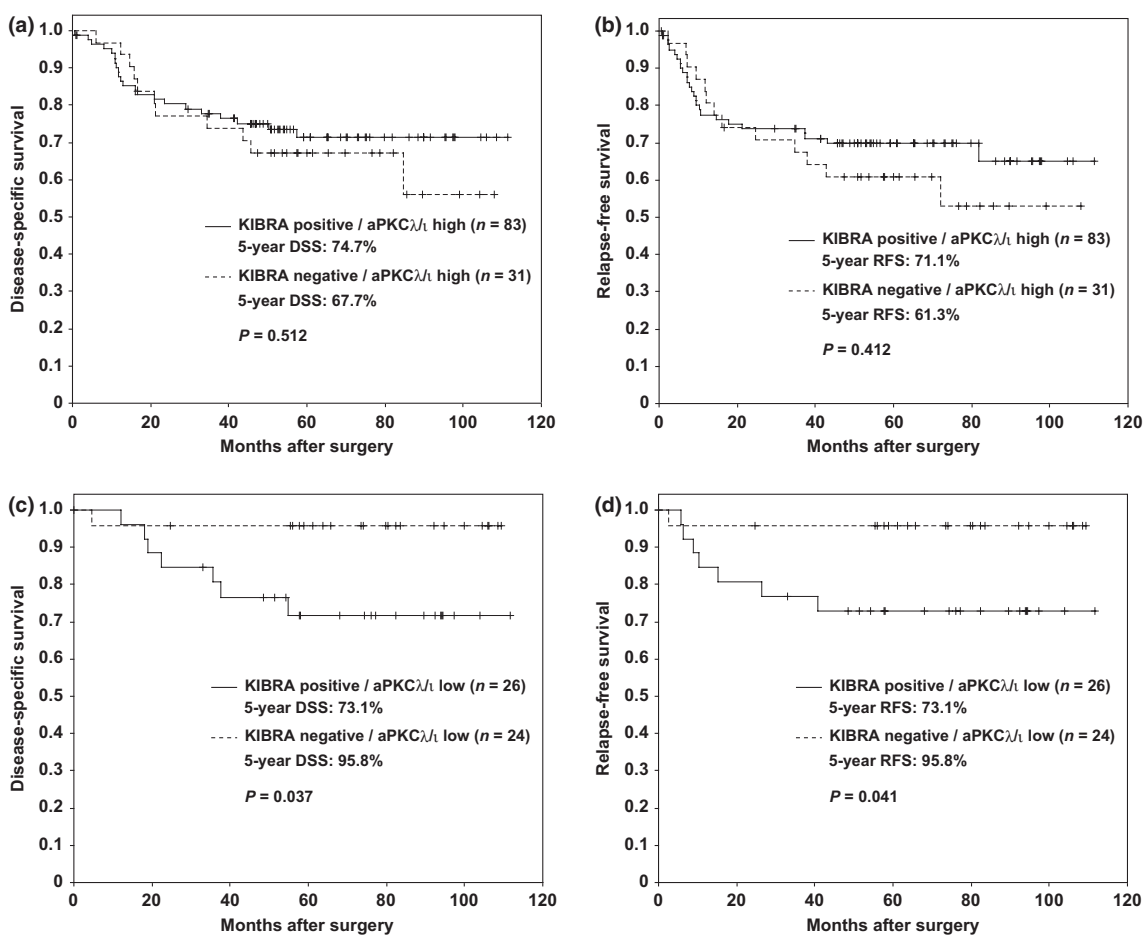 (a)
Disease-specific survival
1.0
0.9
0.8
0.7
0.6
0.5
0.4
0.3
0.2
0.1
0
KIBRA positive / aPKCλ/ι high (n = 83)
5-year DSS: 74.7%
KIBRA negative / aPKCλ/ι high (n = 31)
5-year DSS: 67.7%
P = 0.512
0 20 40 60 80 100 120
Months after surgery
(b)
Relapse-free survival
1.0
0.9
0.8
0.7
0.6
0.5
0.4
0.3
0.2
0.1
0
KIBRA positive / aPKCλ/ι high (n = 83)
5-year RFS: 71.1%
KIBRA negative / aPKCλ/ι high (n = 31)
5-year RFS: 61.3%
P = 0.412
0 20 40 60 80 100 120
Months after surgery
(c)
Disease-specific survival
1.0
0.9
0.8
0.7
0.6
0.5
0.4
0.3
0.2
0.1
0
KIBRA positive / aPKCλ/ι low (n = 26)
5-year DSS: 73.1%
KIBRA negative / aPKCλ/ι low (n = 24)
5-year DSS: 95.8%
P = 0.037
0 20 40 60 80 100 120
Months after surgery
(d)
Relapse-free survival
1.0
0.9
0.8
0.7
0.6
0.5
0.4
0.3
0.2
0.1
0
KIBRA positive / aPKCλ/ι low (n = 26)
5-year RFS: 73.1%
KIBRA negative / aPKCλ/ι low (n = 24)
5-year RFS: 95.8%
P = 0.041
0 20 40 60 80 100 120
Months after surgery